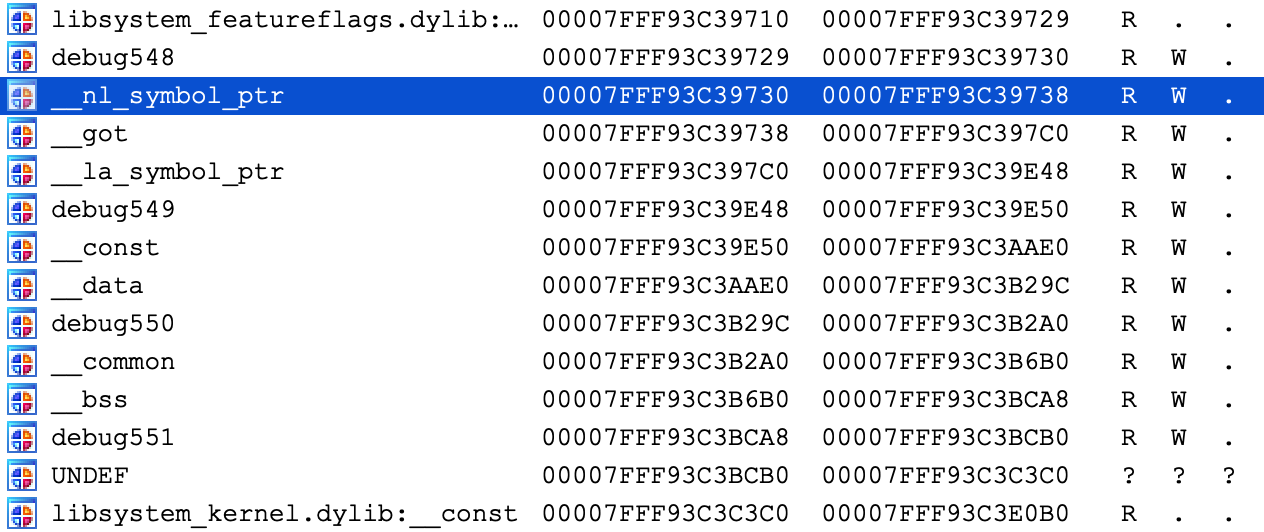 libsystem_featureflags.dylib:… 00007FFF93C39710 00007FFF93C39729 R . .
debug548 00007FFF93C39729 00007FFF93C39730 R W .
__nl_symbol_ptr 00007FFF93C39730 00007FFF93C39738 R W .
__got 00007FFF93C39738 00007FFF93C397C0 R W .
__la_symbol_ptr 00007FFF93C397C0 00007FFF93C39E48 R W .
debug549 00007FFF93C39E48 00007FFF93C39E50 R W .
__const 00007FFF93C39E50 00007FFF93C3AAE0 R W .
__data 00007FFF93C3AAE0 00007FFF93C3B29C R W .
debug550 00007FFF93C3B29C 00007FFF93C3B2A0 R W .
__common 00007FFF93C3B2A0 00007FFF93C3B6B0 R W .
__bss 00007FFF93C3B6B0 00007FFF93C3BCA8 R W .
debug551 00007FFF93C3BCA8 00007FFF93C3BCB0 R W .
UNDEF 00007FFF93C3BCB0 00007FFF93C3C3C0 ? ? ?
libsystem_kernel.dylib:__const 00007FFF93C3C3C0 00007FFF93C3E0B0 R . .